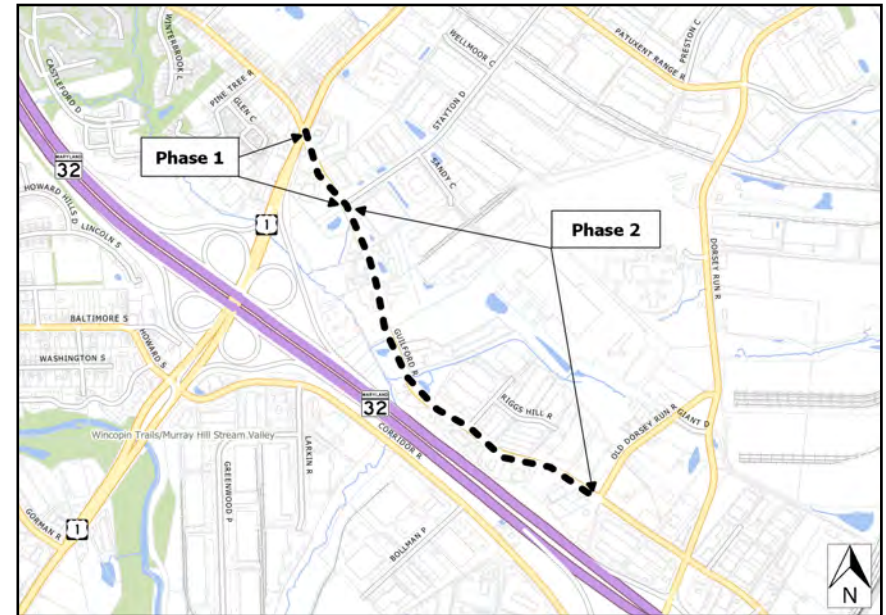 WINTERBROOK L
CASTLEFORD D
PINE TREE R
GLEN C
WELLMOOR C
STAYTON D
SANDY C
PATUXENT RANGE R
PRESTON C
Phase 1
MARYLAND
32
HOWARD HILLS D
LINCOLN S
1
Phase 2
DORSEY RUN R
BALTIMORE S
WASHINGTON S
HOWARD S
GUILFORD R
MARYLAND
32
RIGGS HILL R
OLD DORSEY RUN R
GIANT D
Wincopin Trails/Murray Hill Stream Valley
CORRIDOR R
LARKIN R
GREENWOOD P
GORMAN R
1
BOLLMAN P
N